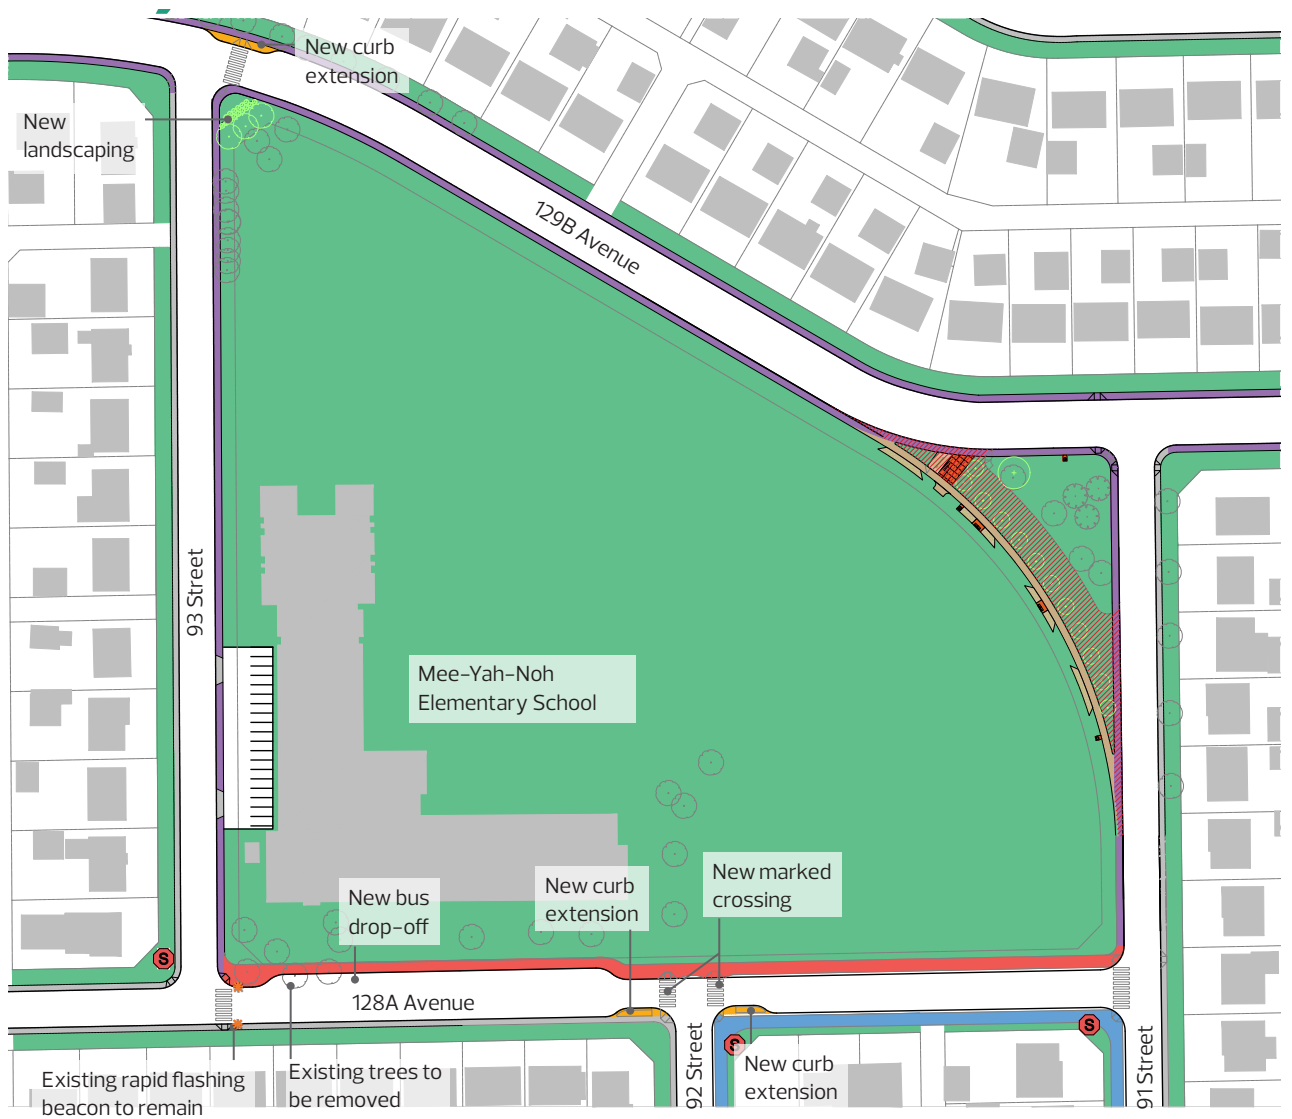 New curb
extension
New
landscaping
129B Avenue
93 Street
Mee-Yah-Noh
Elementary School
New marked
crossing
New curb
extension
New bus
drop-off
S
128A Avenue
S
S
92 Street
91 Street
New curb
extension
Existing rapid flashing
beacon to remain
Existing trees to
be removed